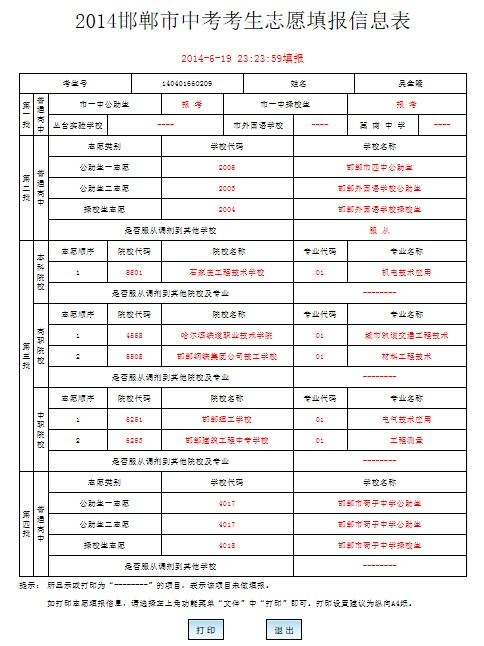 2014邯郸市中考考生志愿填报信息表
2014-6-19 23:23:59填报
考生号 140401660209 姓名
第一批 普通高中 市一中公助生 报 考 市一中择校生 报 考
丛台实验学校 ---- 市外国语学校 ---- 菡 南 中 学 ----
第二批 普通高中 志愿类别 学校代码 学校名称
公助生一志愿 2006 邯郸市四中公助生
公助生二志愿 2003 邯郸外国语学校公助生
择校生志愿 2004 邯郸外国语学校择校生
是否服从调剂到其他学校 服 从
第三批 本科院校 志愿顺序 院校代码 院校名称 专业代码 专业名称
1 8801 石家庄工程技术学校 01 机电技术应用
是否服从调剂到其他院校及专业 --------
高职院校 志愿顺序 院校代码 院校名称 专业代码 专业名称
1 哈尔滨铁道职业技术学院 01 城市轨道交通工程技术
2 邯郸钢铁集团公司技工学校 01 材料工程技术
是否服从调剂到其他院校及专业 --------
中职院校 志愿顺序 院校代码 院校名称 专业代码 专业名称
1 6251 邯郸理工学校 01 电气技术应用
2 6253 邯郸建筑工程中专学校 01 工程测量
是否服从调剂到其他院校及专业 --------
第四批 普通高中 志愿类别 学校代码 学校名称
公助生一志愿 4017 邯郸市荀子中学公助生
公助生二志愿 4017 邯郸市荀子中学公助生
择校生志愿 4018 邯郸市荀子中学择校生
是否服从调剂到其他学校 --------
提示： 所显示或打印为“--------”的项目，表示该项目未做填报。
如打印志愿填报信息，请选择左上角功能菜单“文件”中“打印”即可。打印设置建议为纵向A4纸。
打 印 退 出